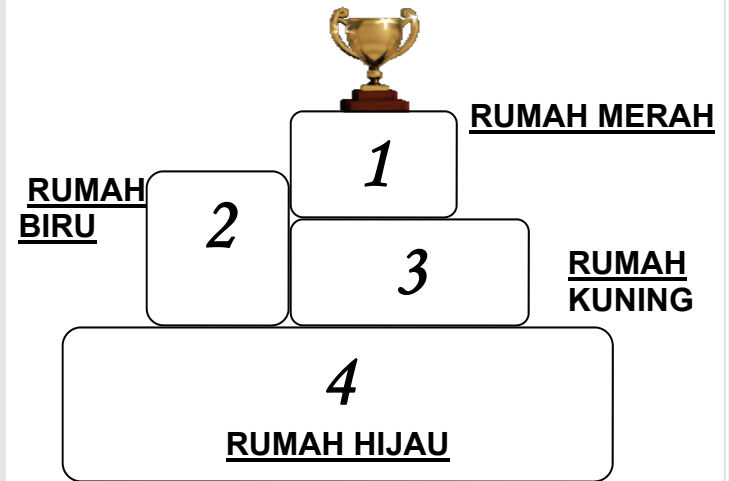 RUMAH MERAH
1
RUMAH
BIRU
2
3
RUMAH
KUNING
4
RUMAH HIJAU